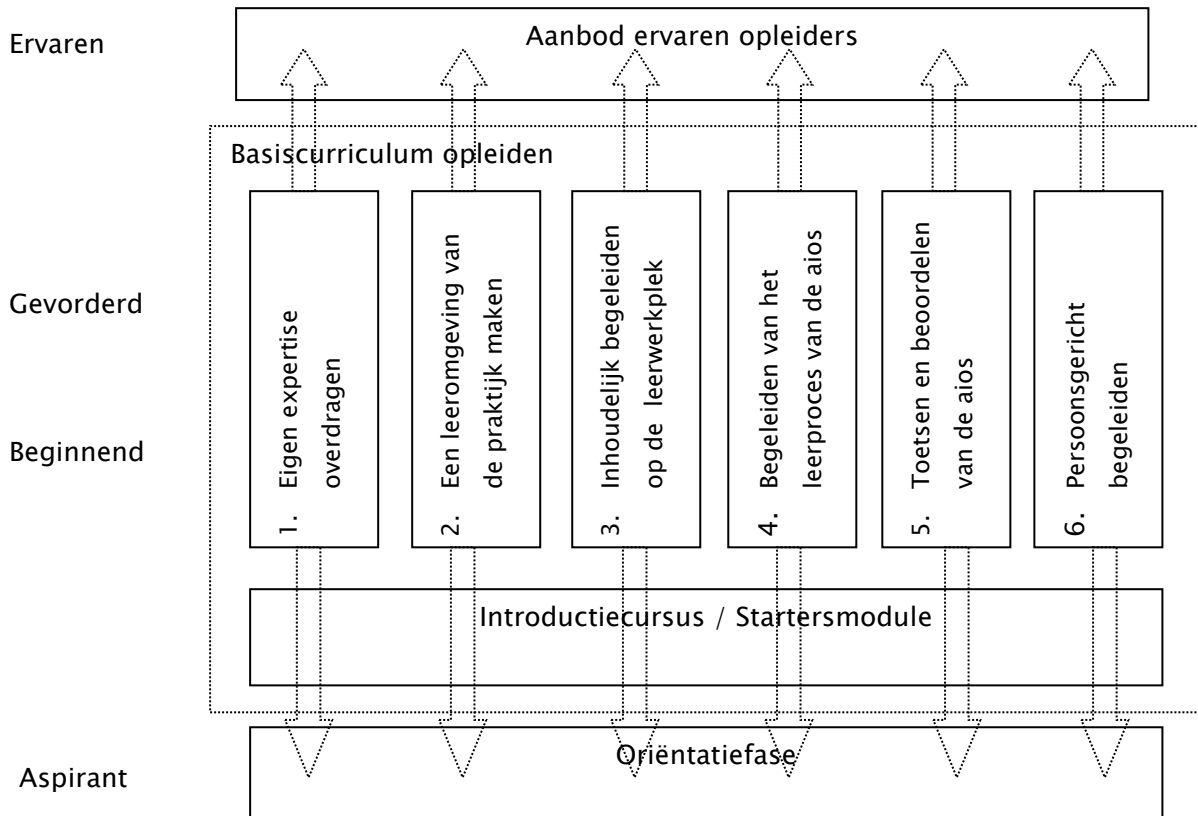 Ervaren
Aanbod ervaren opleiders
Basiscurriculum opleiden
Gevorderd
Beginnend
1. Eigen expertise
overdragen
2. Een leeromgeving van
de praktijk maken
3. Inhoudelijk begeleiden
op de leerwerkplek
4. Begeleiden van het
leerproces van de aios
5. Toetsen en beoordelen
van de aios
6. Persoonsgericht
begeleiden
Introductiecursus / Startersmodule
Aspirant
Oriëntatiefase